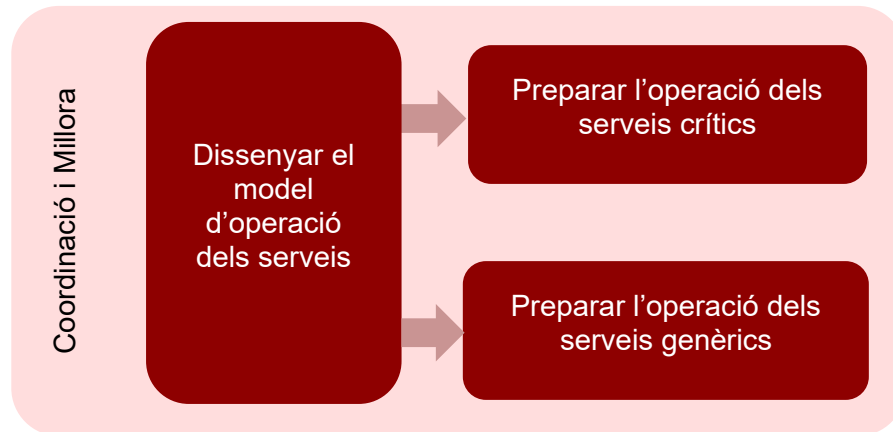 Coordinació i Millora
Dissenyar el
model
d’operació
dels serveis
Preparar l’operació dels
serveis crítics
Preparar l’operació dels
serveis genèrics